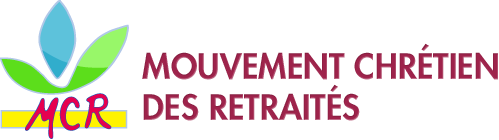 MCR
MOUVEMENT CHRÉTIEN
DES RETRAITÉS